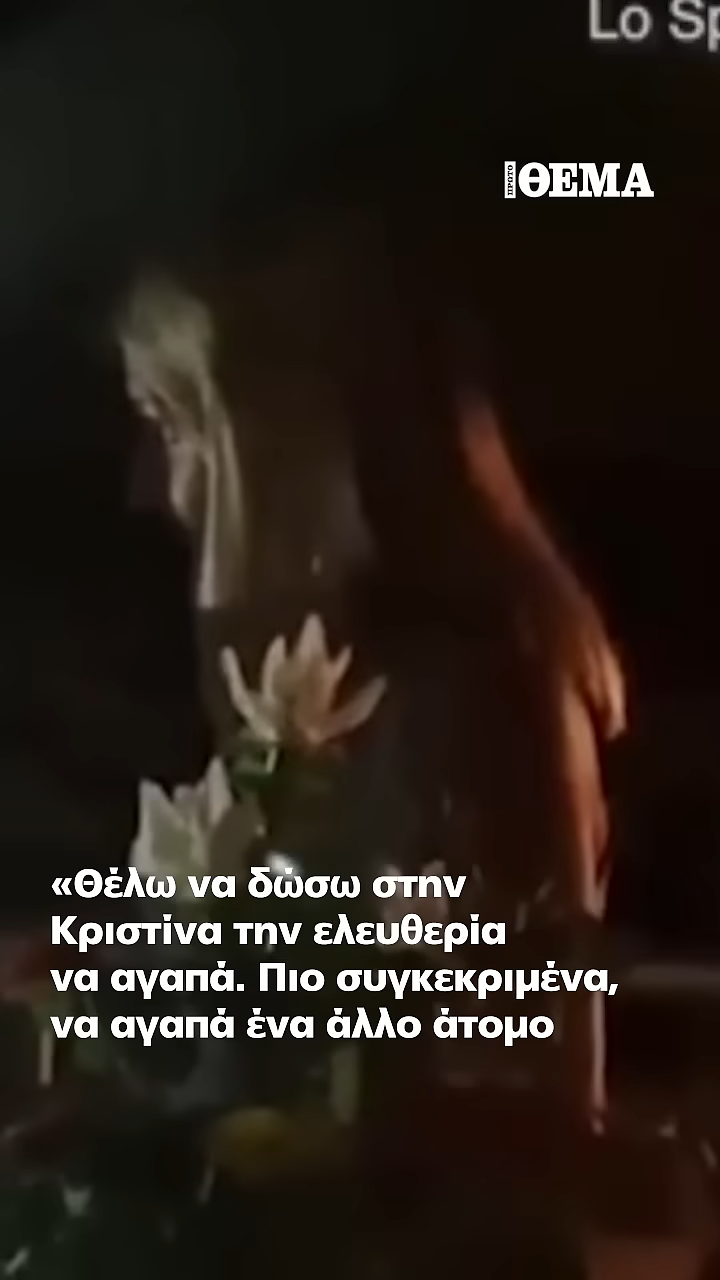 Lo Sp
ΠΡΩΤΟ ΘΕΜΑ
«Θέλω να δώσω στην
Κριστίνα την ελευθερία
να αγαπά. Πιο συγκεκριμένα,
να αγαπά ένα άλλο άτομο